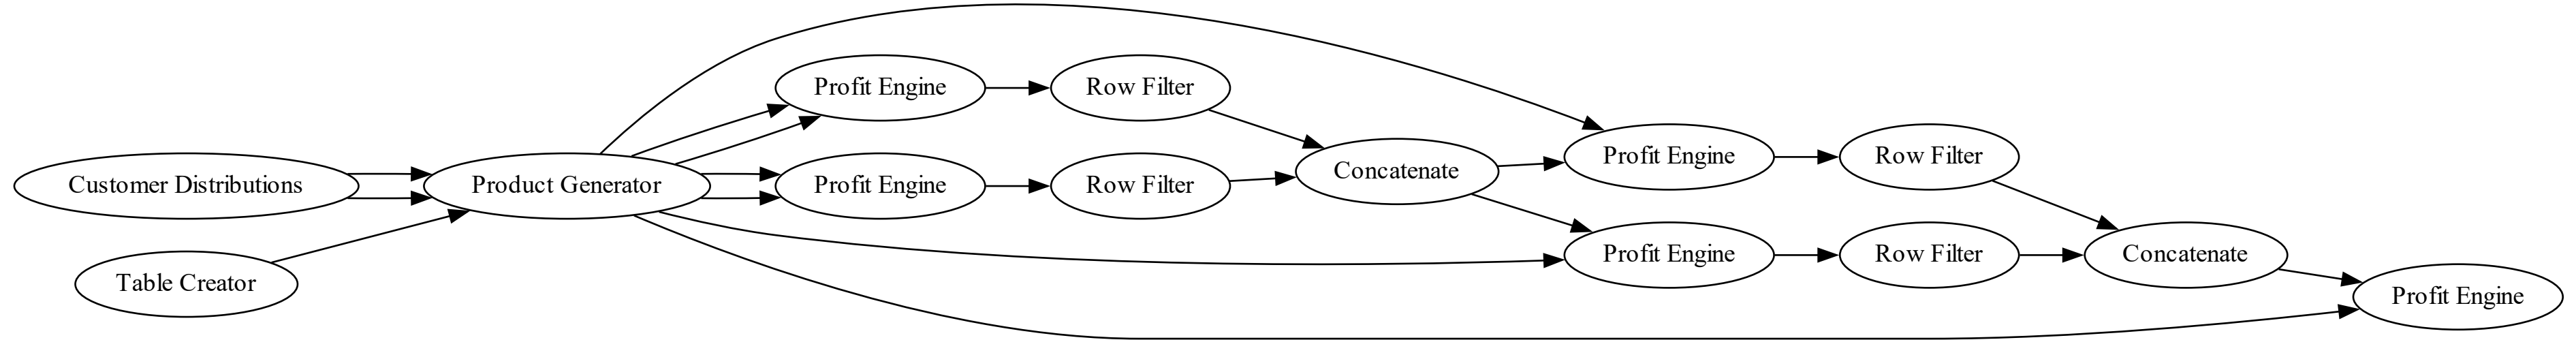 Customer Distributions
Table Creator
Product Generator
Profit Engine
Profit Engine
Row Filter
Row Filter
Concatenate
Profit Engine
Profit Engine
Row Filter
Row Filter
Concatenate
Profit Engine